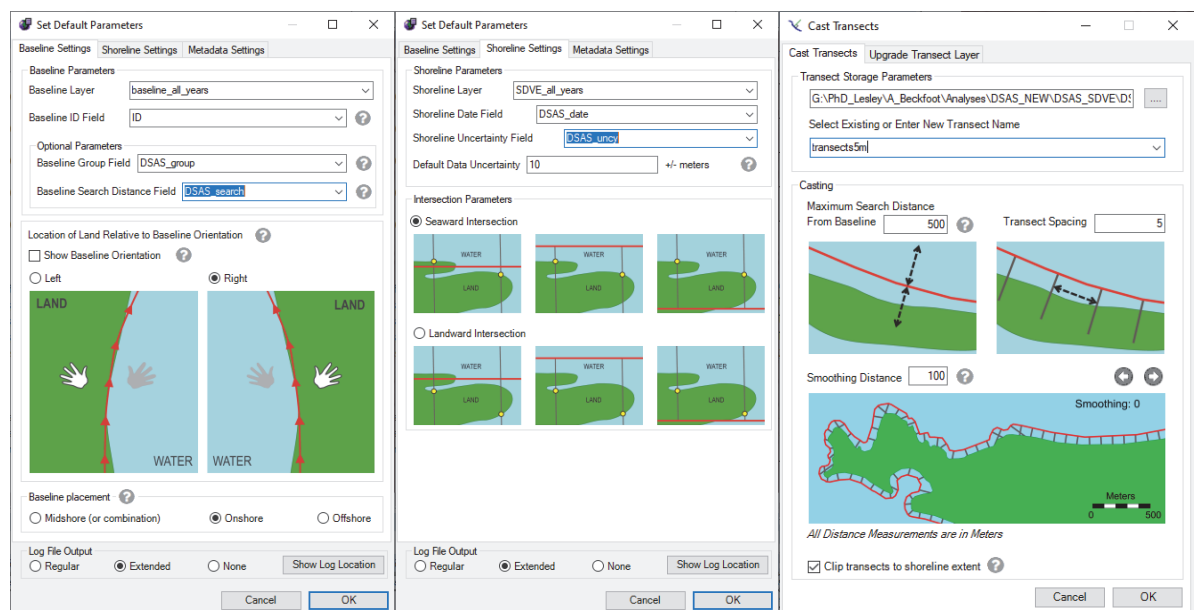 Set Default Parameters
Baseline Settings Shoreline Settings Metadata Settings
Baseline Parameters
Baseline Layer baseline_all_years
Baseline ID Field ID
Optional Parameters
Baseline Group Field DSAS_group
Baseline Search Distance Field DSAS_search
Location of Land Relative to Baseline Orientation
Show Baseline Orientation
Left Right
LAND LAND
WATER WATER
Baseline placement
Midshore (or combination) Onshore Offshore
Log File Output
Regular Extended None Show Log Location
Cancel OK
Set Default Parameters
Baseline Settings Shoreline Settings Metadata Settings
Shoreline Parameters
Shoreline Layer SDVE_all_years
Shoreline Date Field DSAS_date
Shoreline Uncertainty Field DSAS_uncy
Default Data Uncertainty 10 +/- meters
Intersection Parameters
Seaward Intersection
WATER WATER WATER
LAND LAND LAND
Landward Intersection
WATER WATER WATER
LAND LAND LAND
Log File Output
Regular Extended None Show Log Location
Cancel OK
Cast Transects
Cast Transects Upgrade Transect Layer
Transect Storage Parameters
G:\PhD_Lesley\A_Beckfoot\Analyses\DSAS_NEW\DSAS_SDVE\DS ....
Select Existing or Enter New Transect Name
transects5m
Casting
Maximum Search Distance
From Baseline 500 Transect Spacing 5
Smoothing Distance 100
Smoothing: 0
Meters
0 500
All Distance Measurements are in Meters
Clip transects to shoreline extent
Cancel OK